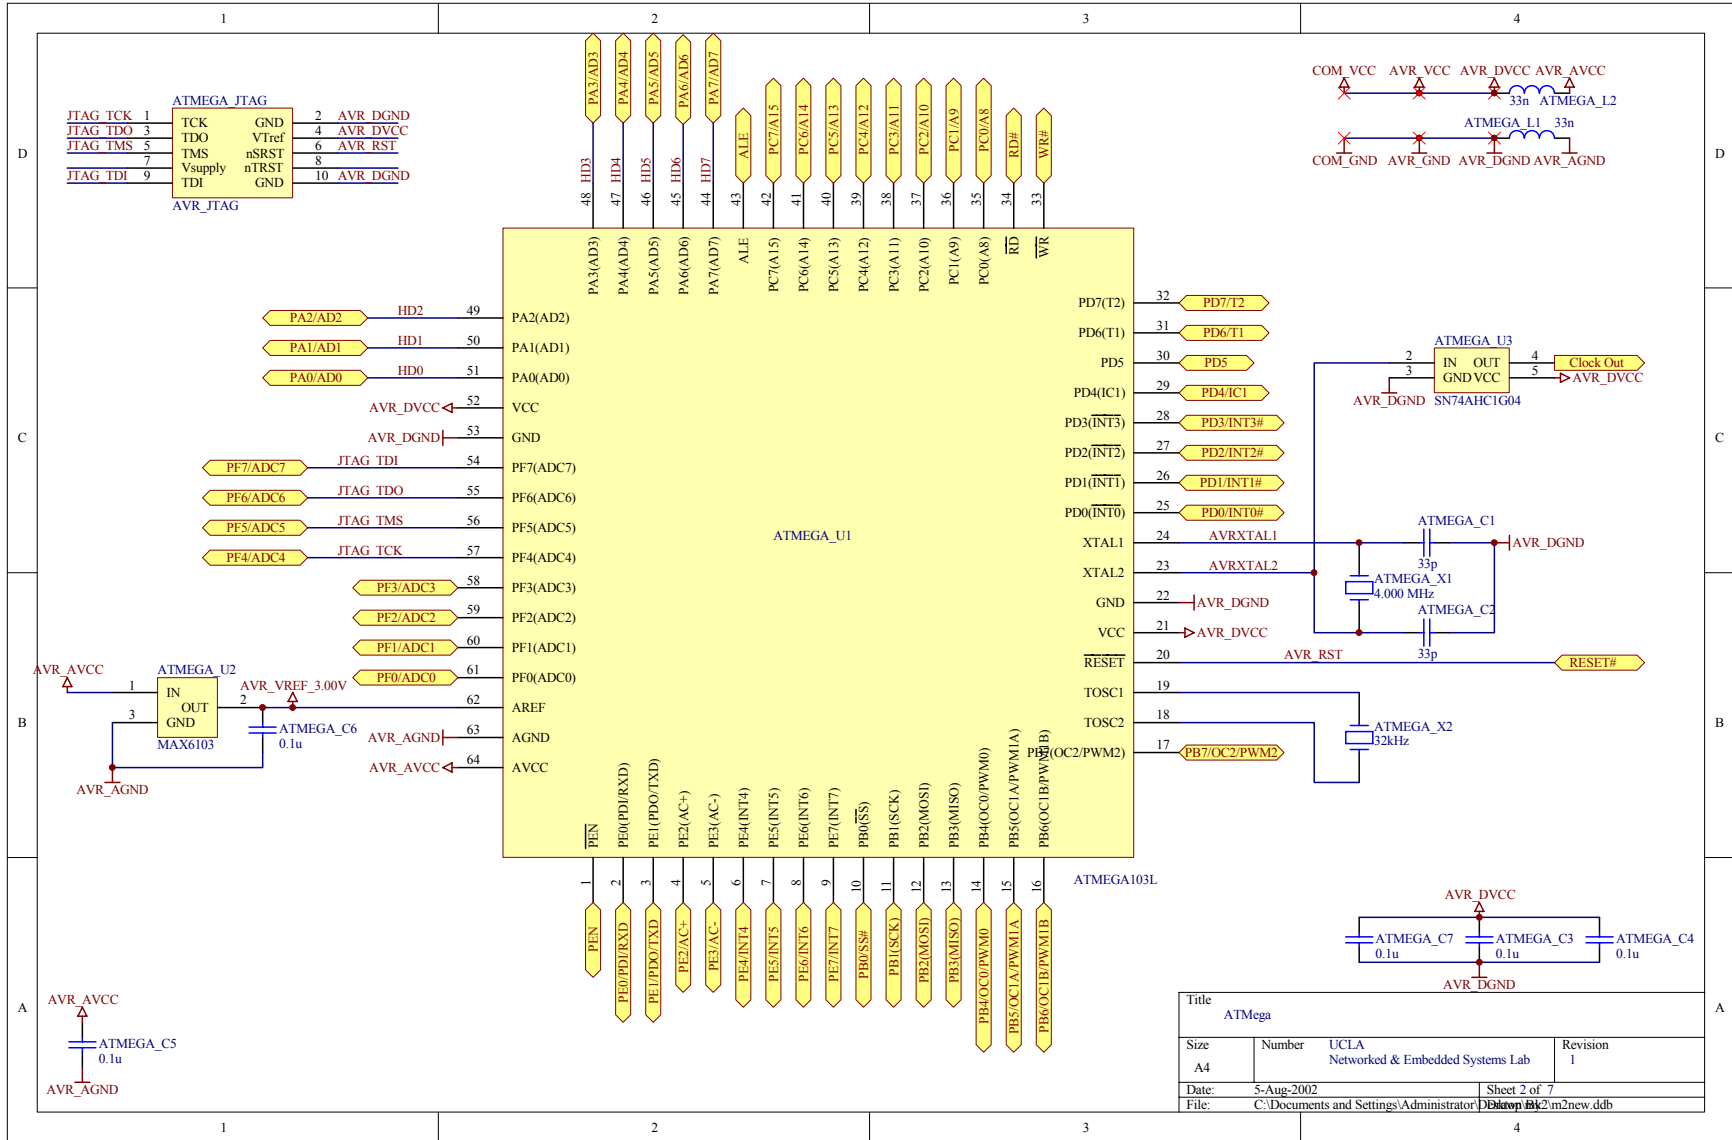 1 2 3 4
D
C
B
A
D
C
B
A
1 2 3 4
ATMEGA_JTAG
JTAG_TCK 1 TCK GND 2 AVR_DGND
JTAG_TDO 3 TDO VTref 4 AVR_DVCC
JTAG_TMS 5 TMS nSRST 6 AVR_RST
7 Vsupply nTRST 8
JTAG_TDI 9 TDI GND 10 AVR_DGND
AVR_JTAG
PA3/AD3 HD3 48 PA3(AD3)
PA4/AD4 HD4 47 PA4(AD4)
PA5/AD5 HD5 46 PA5(AD5)
PA6/AD6 HD6 45 PA6(AD6)
PA7/AD7 HD7 44 PA7(AD7)
ALE 43 ALE
PC7/A15 42 PC7(A15)
PC6/A14 41 PC6(A14)
PC5/A13 40 PC5(A13)
PC4/A12 39 PC4(A12)
PC3/A11 38 PC3(A11)
PC2/A10 37 PC2(A10)
PC1/A9 36 PC1(A9)
PC0/A8 35 PC0(A8)
RD# 34 RD
WR# 33 WR
COM_VCC AVR_VCC AVR_DVCC AVR_AVCC
33n ATMEGA_L2
ATMEGA_L1 33n
COM_GND AVR_GND AVR_DGND AVR_AGND
PA2/AD2 HD2 49 PA2(AD2)
PA1/AD1 HD1 50 PA1(AD1)
PA0/AD0 HD0 51 PA0(AD0)
AVR_DVCC 52 VCC
AVR_DGND 53 GND
PF7/ADC7 JTAG_TDI 54 PF7(ADC7)
PF6/ADC6 JTAG_TDO 55 PF6(ADC6)
PF5/ADC5 JTAG_TMS 56 PF5(ADC5)
PF4/ADC4 JTAG_TCK 57 PF4(ADC4)
PF3/ADC3 58 PF3(ADC3)
PF2/ADC2 59 PF2(ADC2)
PF1/ADC1 60 PF1(ADC1)
PF0/ADC0 61 PF0(ADC0)
62 AREF
AVR_AGND 63 AGND
AVR_AVCC 64 AVCC
ATMEGA_U1
PD7(T2) 32 PD7/T2
PD6(T1) 31 PD6/T1
PD5 30 PD5
PD4(IC1) 29 PD4/IC1
PD3(INT3) 28 PD3/INT3#
PD2(INT2) 27 PD2/INT2#
PD1(INT1) 26 PD1/INT1#
PD0(INT0) 25 PD0/INT0#
XTAL1 24 AVRXTAL1
XTAL2 23 AVRXTAL2
GND 22 AVR_DGND
VCC 21 AVR_DVCC
RESET 20 AVR_RST RESET#
TOSC1 19
TOSC2 18
PB7(OC2/PWM2) 17 PB7/OC2/PWM2
ATMEGA_U3
2 IN OUT 4 Clock Out
3 GND VCC 5 AVR_DVCC
AVR_DGND SN74AHC1G04
ATMEGA_C1
33p
AVR_DGND
ATMEGA_X1
4.000 MHz
ATMEGA_C2
33p
ATMEGA_X2
32kHz
AVR_AVCC
ATMEGA_U2
1 IN
OUT 2
3 GND
MAX6103
AVR_VREF_3.00V
ATMEGA_C6
0.1u
AVR_AGND
PEN 1 PEN
PE0(PDI/RXD) 2 PE0/PDI/RXD
PE1(PDO/TXD) 3 PE1/PDO/TXD
PE2(AC+) 4 PE2/AC+
PE3(AC-) 5 PE3/AC-
PE4(INT4) 6 PE4/INT4
PE5(INT5) 7 PE5/INT5
PE6(INT6) 8 PE6/INT6
PE7(INT7) 9 PE7/INT7
PB0(SS) 10 PB0/SS#
PB1(SCK) 11 PB1(SCK)
PB2(MOSI) 12 PB2(MOSI)
PB3(MISO) 13 PB3(MISO)
PB4(OC0/PWM0) 14 PB4/OC0/PWM0
PB5(OC1A/PWM1A) 15 PB5/OC1A/PWM1A
PB6(OC1B/PWM1B) 16 PB6/OC1B/PWM1B
ATMEGA103L
AVR_AVCC
ATMEGA_C5
0.1u
AVR_AGND
AVR_DVCC
ATMEGA_C7 ATMEGA_C3 ATMEGA_C4
0.1u 0.1u 0.1u
AVR_DGND
Title
ATMega
Size Number UCLA Revision
A4 Networked & Embedded Systems Lab 1
Date: 5-Aug-2002 Sheet 2 of 7
File: C:\Documents and Settings\Administrator\ \m2new.ddb